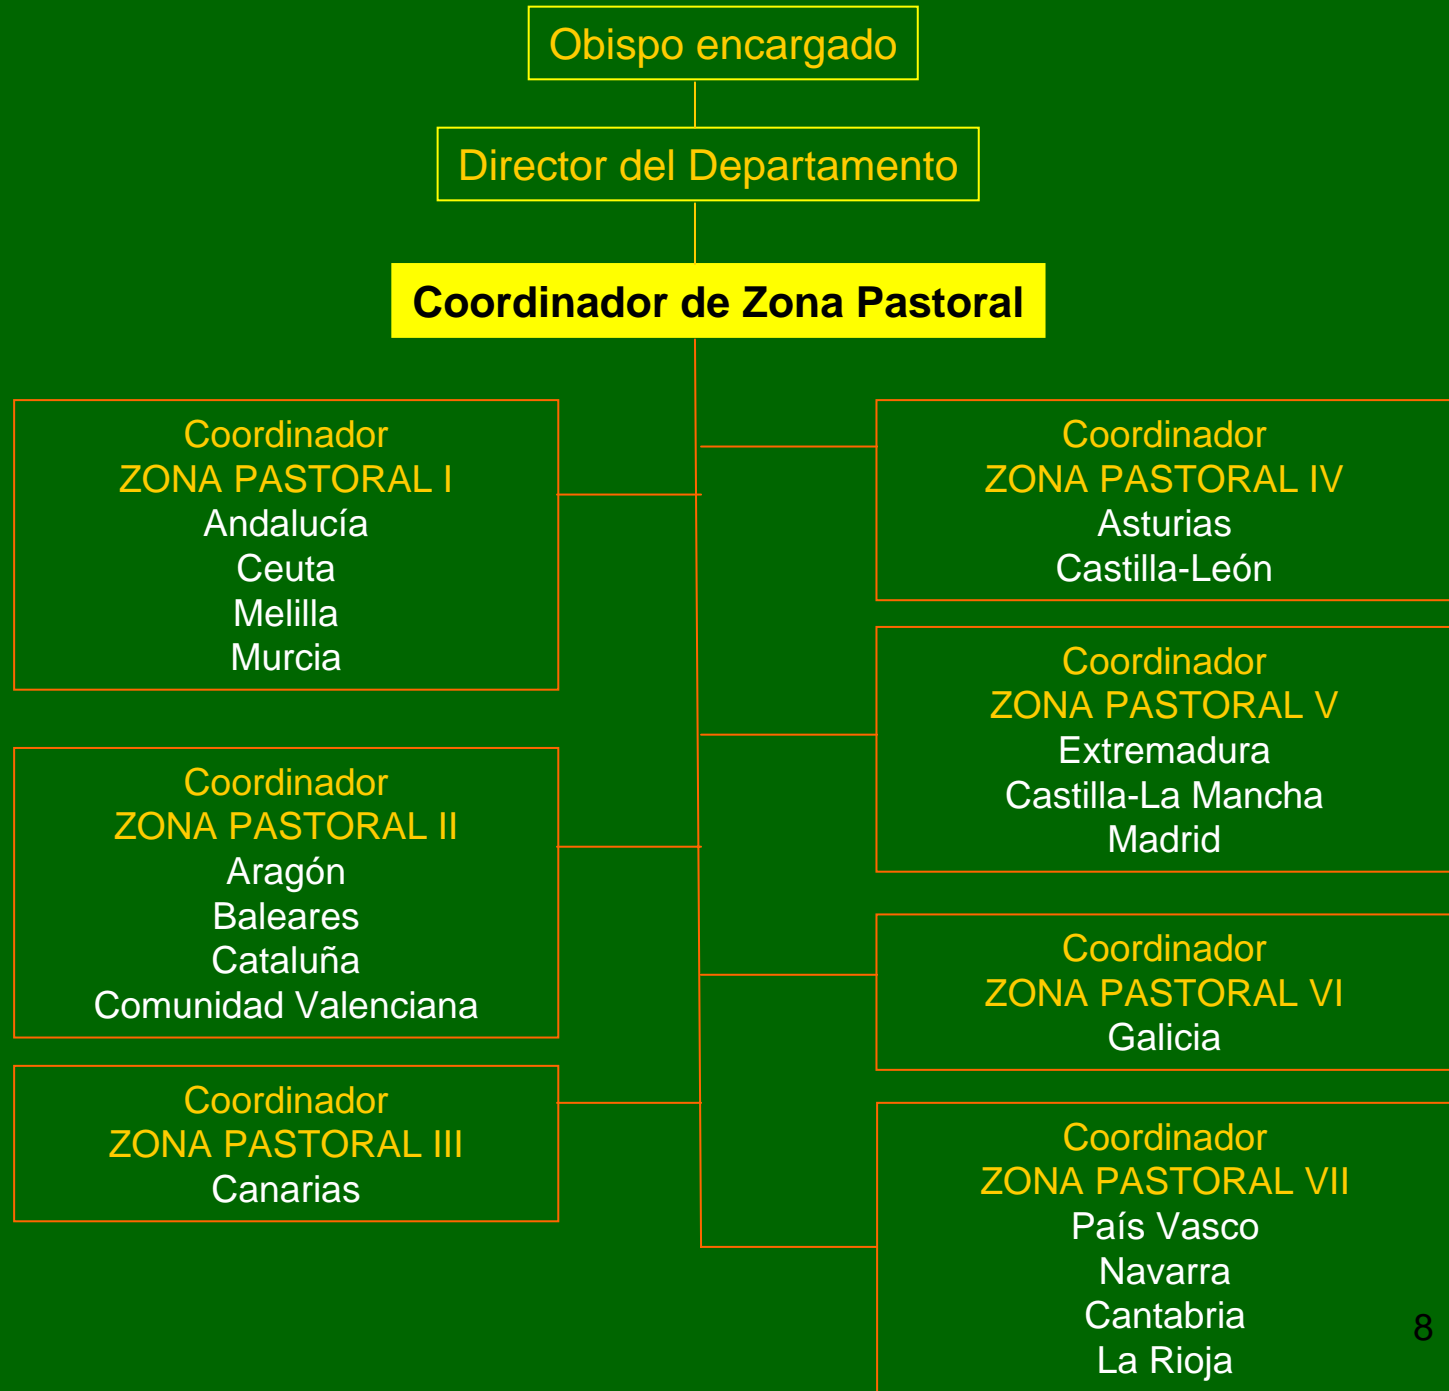 Obispo encargado
Director del Departamento
Coordinador de Zona Pastoral
Coordinador
ZONA PASTORAL I
Andalucía
Ceuta
Melilla
Murcia
Coordinador
ZONA PASTORAL II
Aragón
Baleares
Cataluña
Comunidad Valenciana
Coordinador
ZONA PASTORAL III
Canarias
Coordinador
ZONA PASTORAL IV
Asturias
Castilla-León
Coordinador
ZONA PASTORAL V
Extremadura
Castilla-La Mancha
Madrid
Coordinador
ZONA PASTORAL VI
Galicia
Coordinador
ZONA PASTORAL VII
País Vasco
Navarra
Cantabria
La Rioja
8